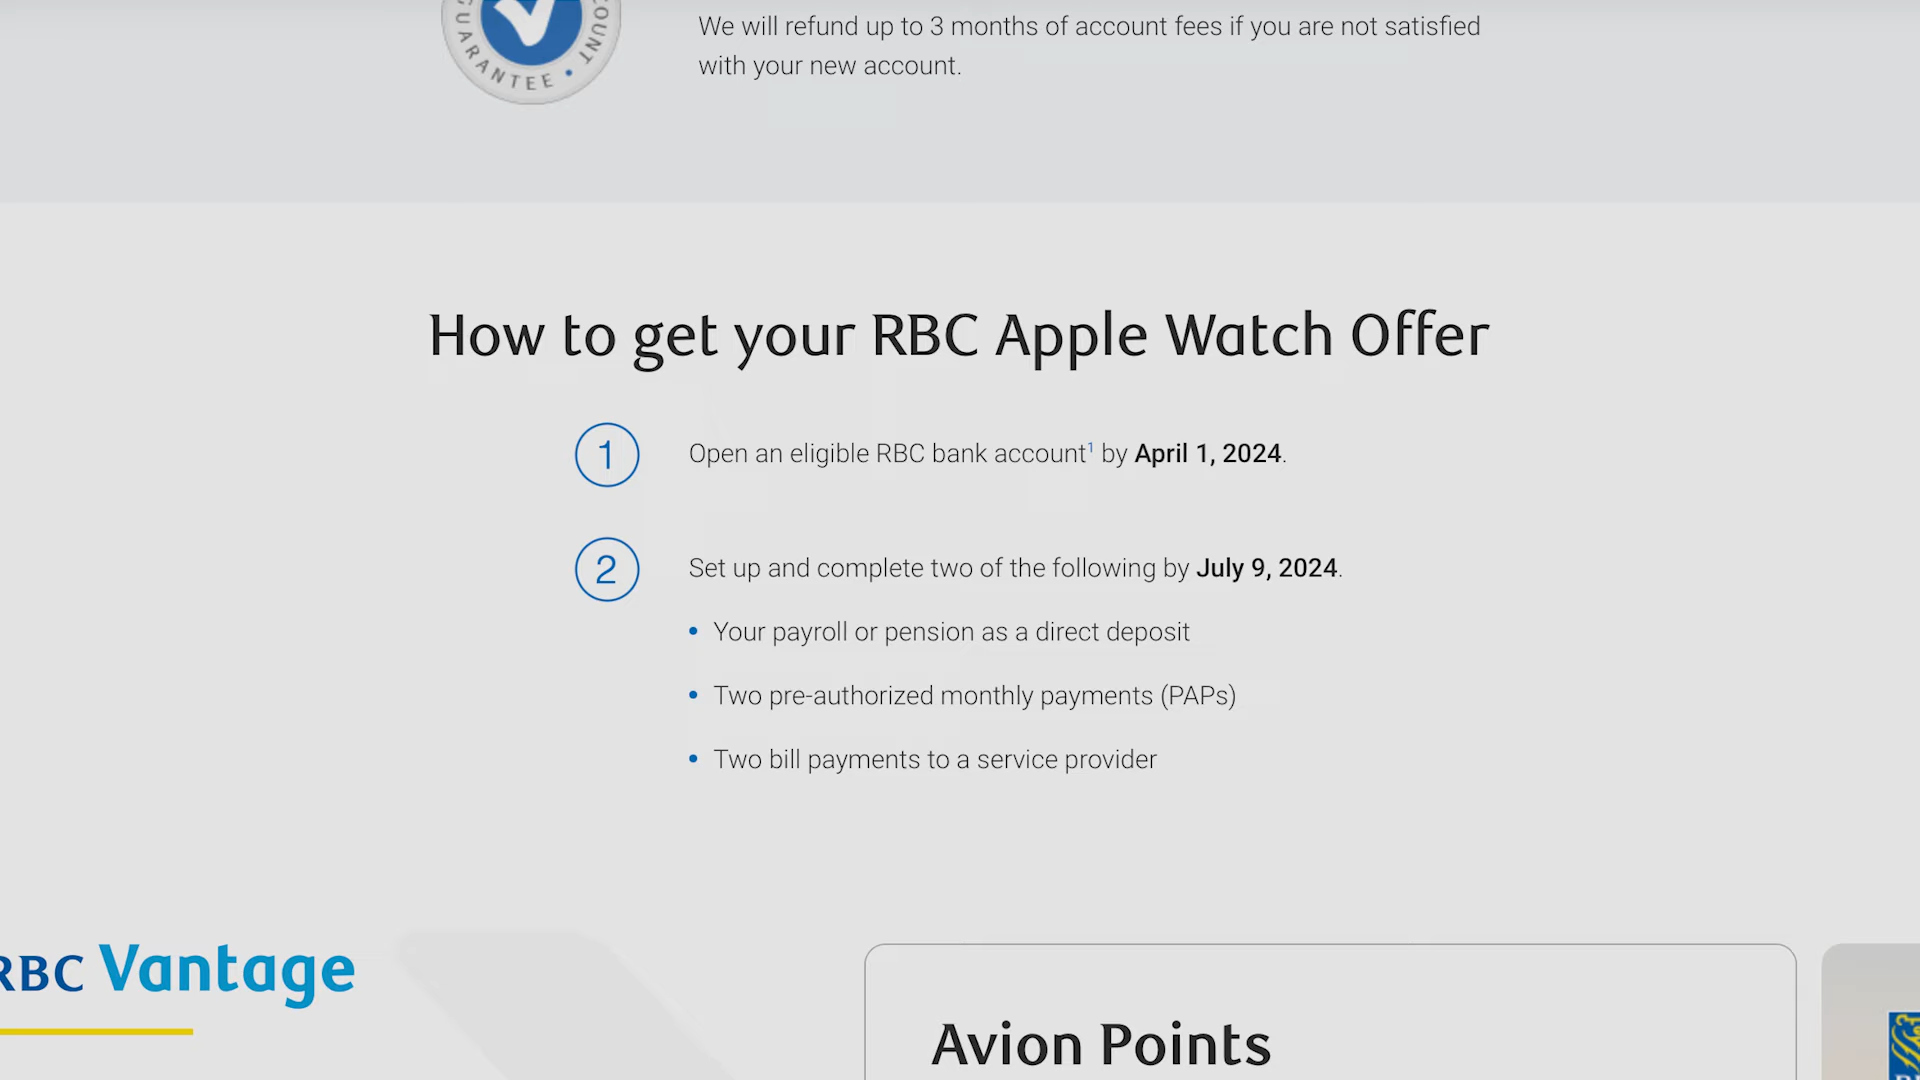 We will refund up to 3 months of account fees if you are not satisfied
with your new account.
GUARANTEE •
How to get your RBC Apple Watch Offer
1 Open an eligible RBC bank account¹ by April 1, 2024.
2 Set up and complete two of the following by July 9, 2024.
• Your payroll or pension as a direct deposit
• Two pre-authorized monthly payments (PAPs)
• Two bill payments to a service provider
RBC Vantage
Avion Points